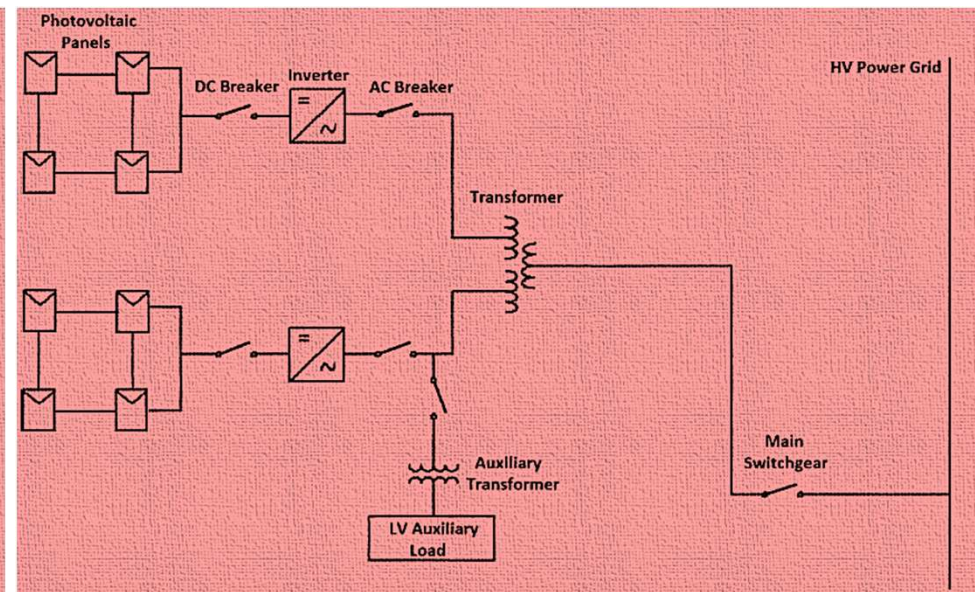 Photovoltaic
Panels
DC Breaker
Inverter
AC Breaker
HV Power Grid
=
~
Transformer
=
~
Main
Switchgear
Auxiliary
Transformer
LV Auxiliary
Load